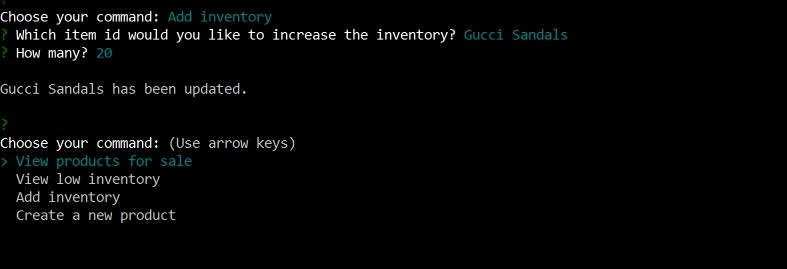 Choose your command: Add inventory
? Which item id would you like to increase the inventory? Gucci Sandals
? How many? 20
Gucci Sandals has been updated.
?
Choose your command: (Use arrow keys)
> View products for sale
View low inventory
Add inventory
Create a new product